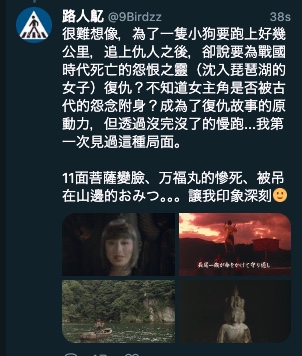 路人缸 @9Birdzz 38s
很難想像，為了一隻小狗要跑上好幾
公里，追上仇人之後，卻說要為戰國
時代死亡的怨恨之靈（沈入琵琶湖的
女子）復仇？不知道女主角是否被古
代的怨念附身？成為了復仇故事的原
動力，但透過沒完沒了的慢跑...我第
一次見過這種局面。
11面菩薩變臉、万福丸的慘死、被吊
在山邊的おみつ。。。讓我印象深刻🙂